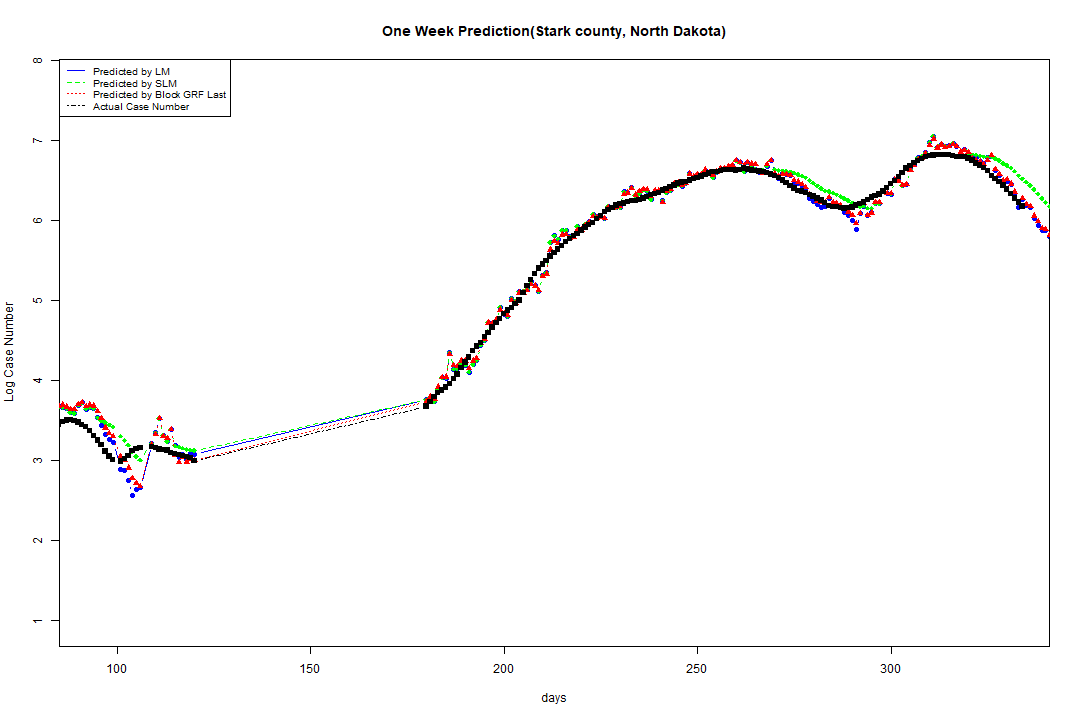 One Week Prediction(Stark county, North Dakota)
Predicted by LM
Predicted by SLM
Predicted by Block GRF Last
Actual Case Number
8
7
6
5
4
3
2
1
Log Case Number
100 150 200 250 300
days